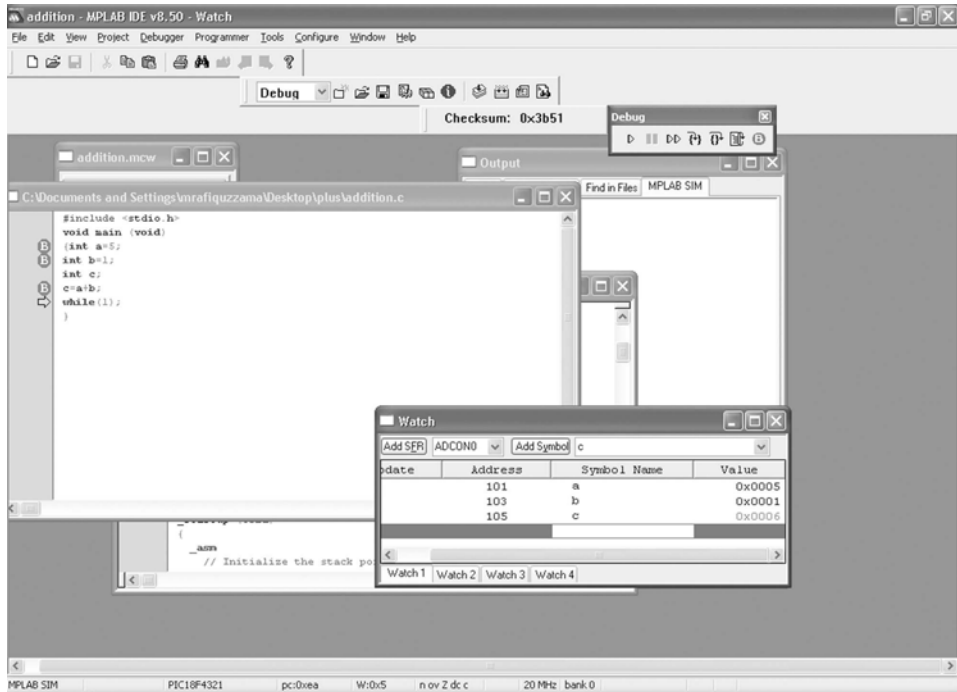 addition - MPLAB IDE v8.50 - Watch
File Edit View Project Debugger Programmer Tools Configure Window Help
Debug
Checksum: 0x3b51
Debug
addition.mcw
Output
Find in Files MPLAB SIM
C:\Documents and Settings\mrafiquzzama\Desktop\plus\addition.c
#include <stdio.h>
void main (void)
B {int a=5;
B int b=1;
int c;
B c=a+b;
while(1);
}
Watch
Add SFR ADCON0 Add Symbol c
pdate Address Symbol Name Value
101 a 0x0005
103 b 0x0001
105 c 0x0006
{
_asm
// Initialize the stack po
Watch 1 Watch 2 Watch 3 Watch 4
MPLAB SIM PIC18F4321 pc:0xea W:0x5 n ov Z dc c 20 MHz bank 0